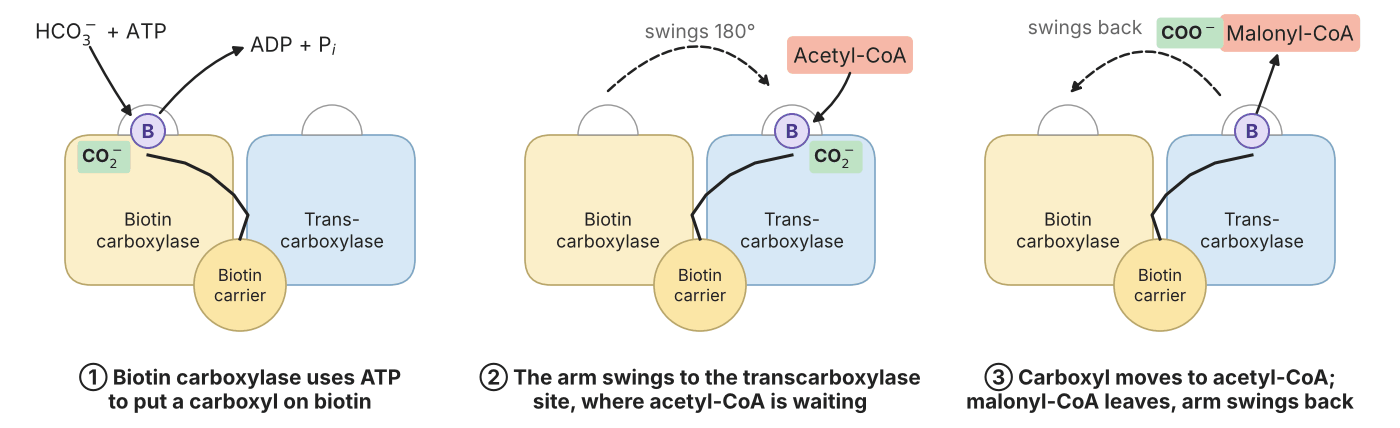 HCO₃⁻ + ATP
ADP + Pᵢ
B
CO₂⁻
Biotin
carboxylase
Trans-
carboxylase
Biotin
carrier
① Biotin carboxylase uses ATP
to put a carboxyl on biotin
swings 180°
Acetyl-CoA
B
CO₂⁻
Biotin
carboxylase
Trans-
carboxylase
Biotin
carrier
② The arm swings to the transcarboxylase
site, where acetyl-CoA is waiting
swings back
COO⁻ Malonyl-CoA
B
Biotin
carboxylase
Trans-
carboxylase
Biotin
carrier
③ Carboxyl moves to acetyl-CoA;
malonyl-CoA leaves, arm swings back